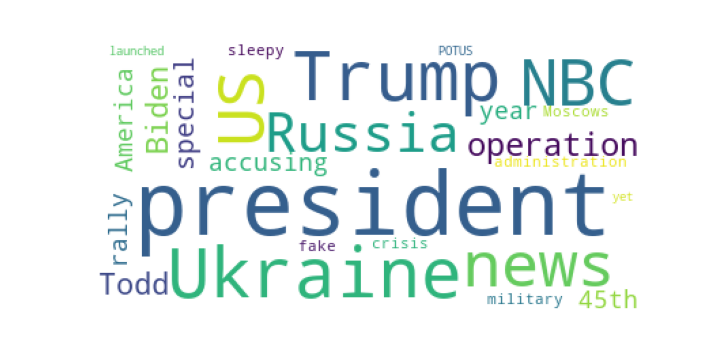 launched
sleepy
POTUS
America
Biden
special
US
Trump
NBC
Russia
year
Moscows
operation
accusing
administration
president
yet
rally
fake
crisis
Todd
Ukraine
news
military
45th